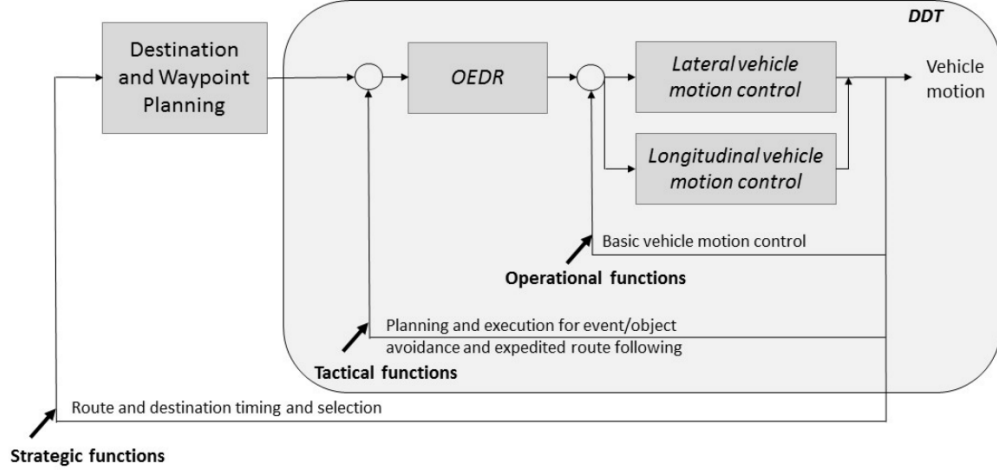 DDT
Destination
and Waypoint
Planning
OEDR
Lateral vehicle
motion control
Vehicle
motion
Longitudinal vehicle
motion control
Basic vehicle motion control
Operational functions
Planning and execution for event/object
avoidance and expedited route following
Tactical functions
Route and destination timing and selection
Strategic functions